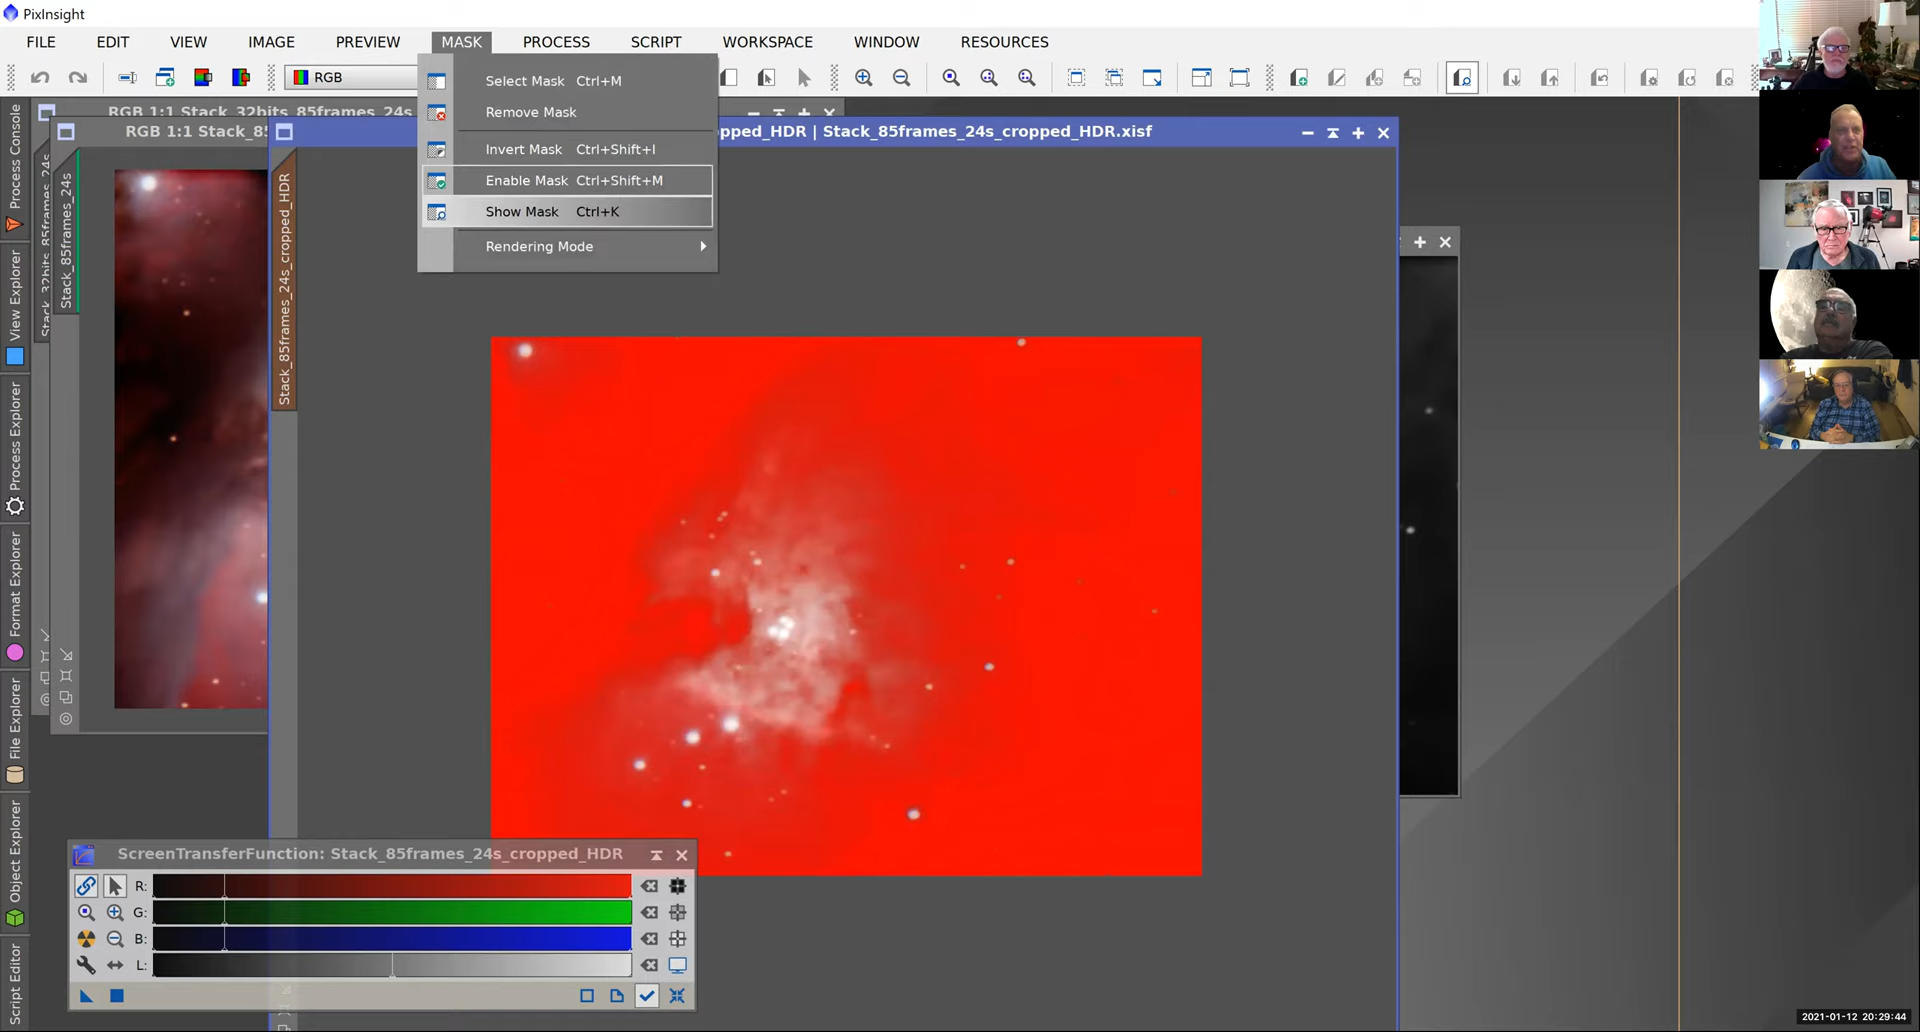 PixInsight
FILE EDIT VIEW IMAGE PREVIEW MASK PROCESS SCRIPT WORKSPACE WINDOW RESOURCES
RGB
Select Mask Ctrl+M
Remove Mask
Invert Mask Ctrl+Shift+I
Enable Mask Ctrl+Shift+M
Show Mask Ctrl+K
Rendering Mode
RGB 1:1 Stack_32bits_85frames_24s
RGB 1:1 Stack_85
pped_HDR | Stack_85frames_24s_cropped_HDR.xisf
Process Console
View Explorer
Process Explorer
Format Explorer
File Explorer
Object Explorer
Script Editor
Stack_32bits_85frames_24s
Stack_85frames_24s
Stack_85frames_24s_cropped_HDR
ScreenTransferFunction: Stack_85frames_24s_cropped_HDR
R:
G:
B:
L:
2021-01-12 20:29:44